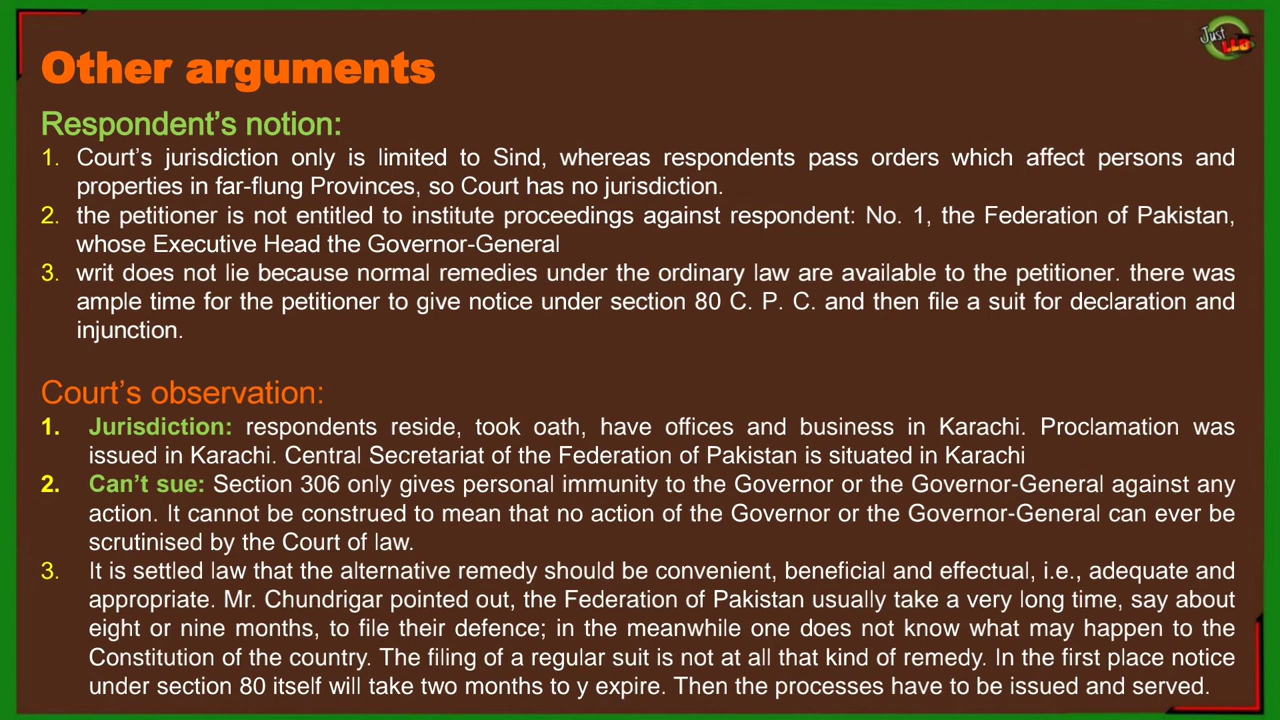 Just
LLB
Other arguments
Respondent's notion:
1. Court's jurisdiction only is limited to Sind, whereas respondents pass orders which affect persons and
properties in far-flung Provinces, so Court has no jurisdiction.
2. the petitioner is not entitled to institute proceedings against respondent: No. 1, the Federation of Pakistan,
whose Executive Head the Governor-General
3. writ does not lie because normal remedies under the ordinary law are available to the petitioner. there was
ample time for the petitioner to give notice under section 80 C. P. C. and then file a suit for declaration and
injunction.
Court's observation:
1. Jurisdiction: respondents reside, took oath, have offices and business in Karachi. Proclamation was
issued in Karachi. Central Secretariat of the Federation of Pakistan is situated in Karachi
2. Can't sue: Section 306 only gives personal immunity to the Governor or the Governor-General against any
action. It cannot be construed to mean that no action of the Governor or the Governor-General can ever be
scrutinised by the Court of law.
3. It is settled law that the alternative remedy should be convenient, beneficial and effectual, i.e., adequate and
appropriate. Mr. Chundrigar pointed out, the Federation of Pakistan usually take a very long time, say about
eight or nine months, to file their defence; in the meanwhile one does not know what may happen to the
Constitution of the country. The filing of a regular suit is not at all that kind of remedy. In the first place notice
under section 80 itself will take two months to y expire. Then the processes have to be issued and served.